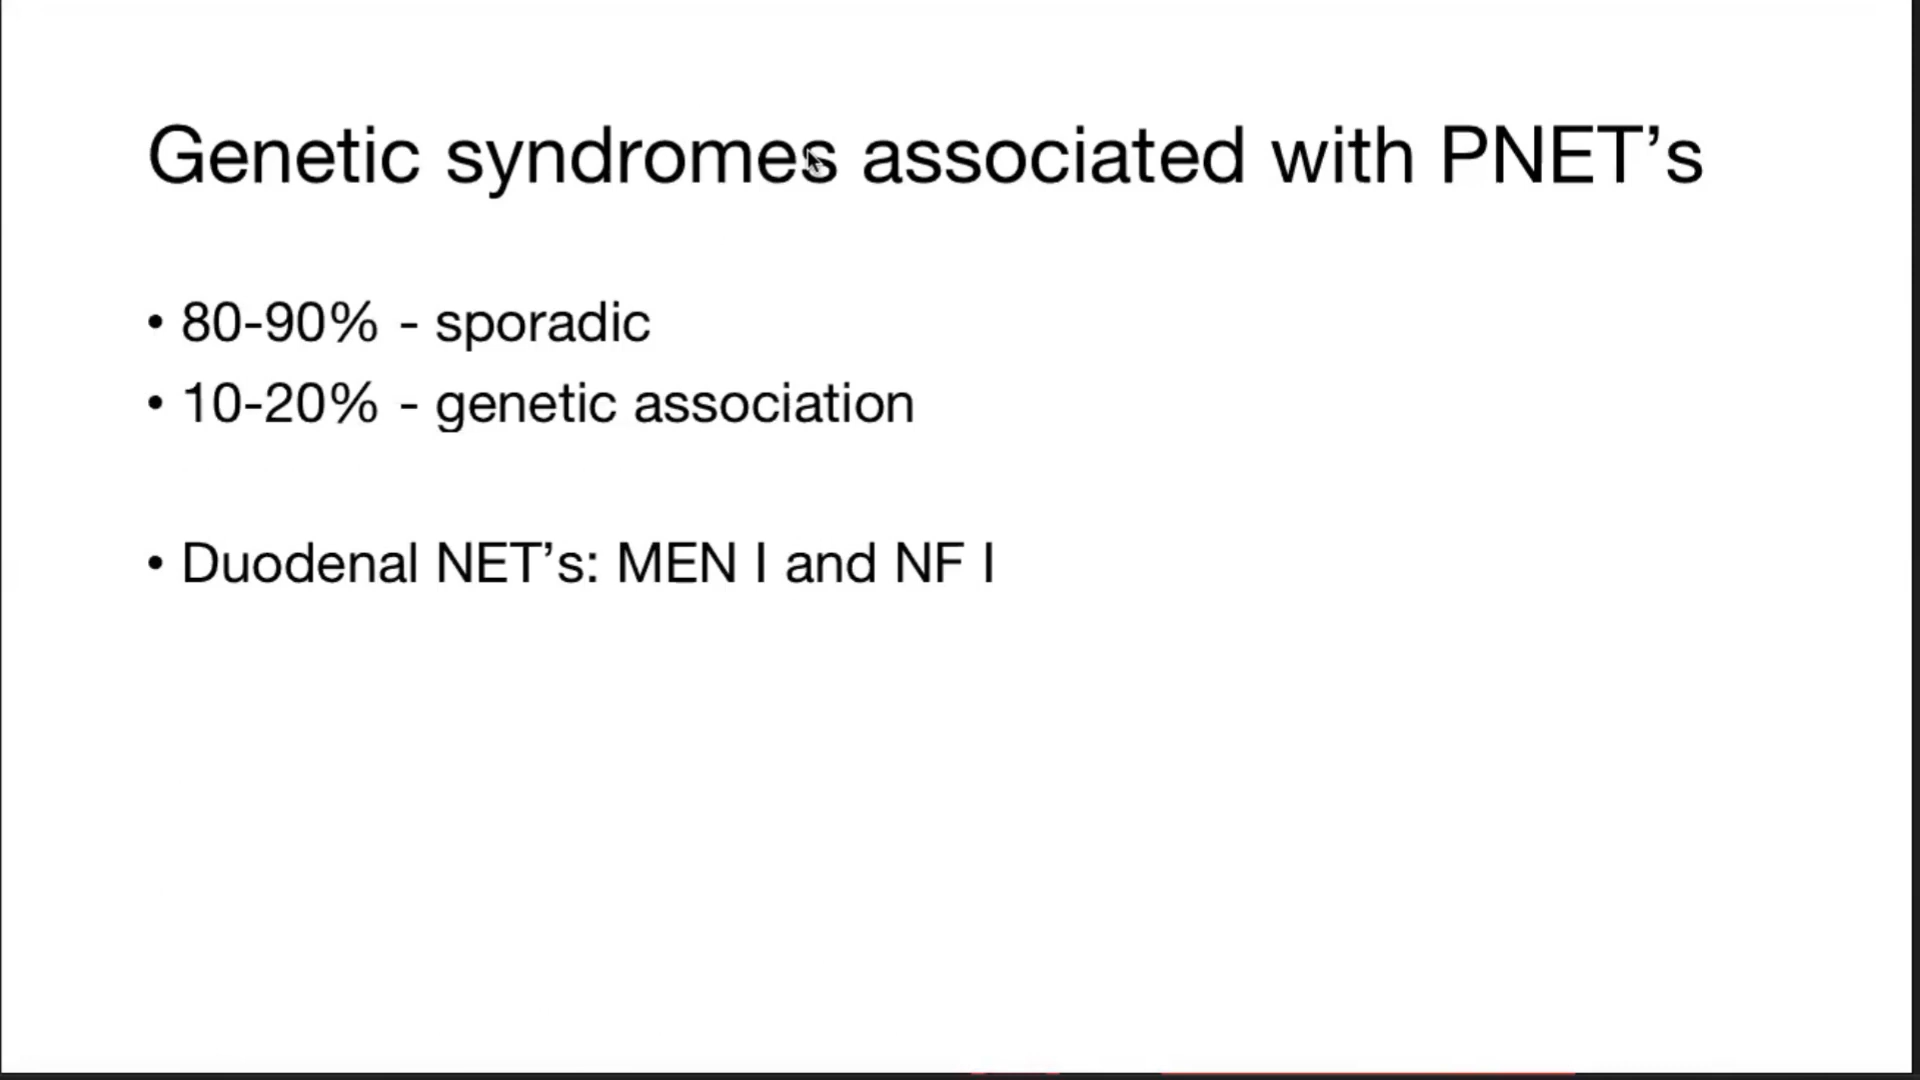 Genetic syndromes associated with PNET’s
• 80-90% - sporadic
• 10-20% - genetic association
• Duodenal NET’s: MEN I and NF I